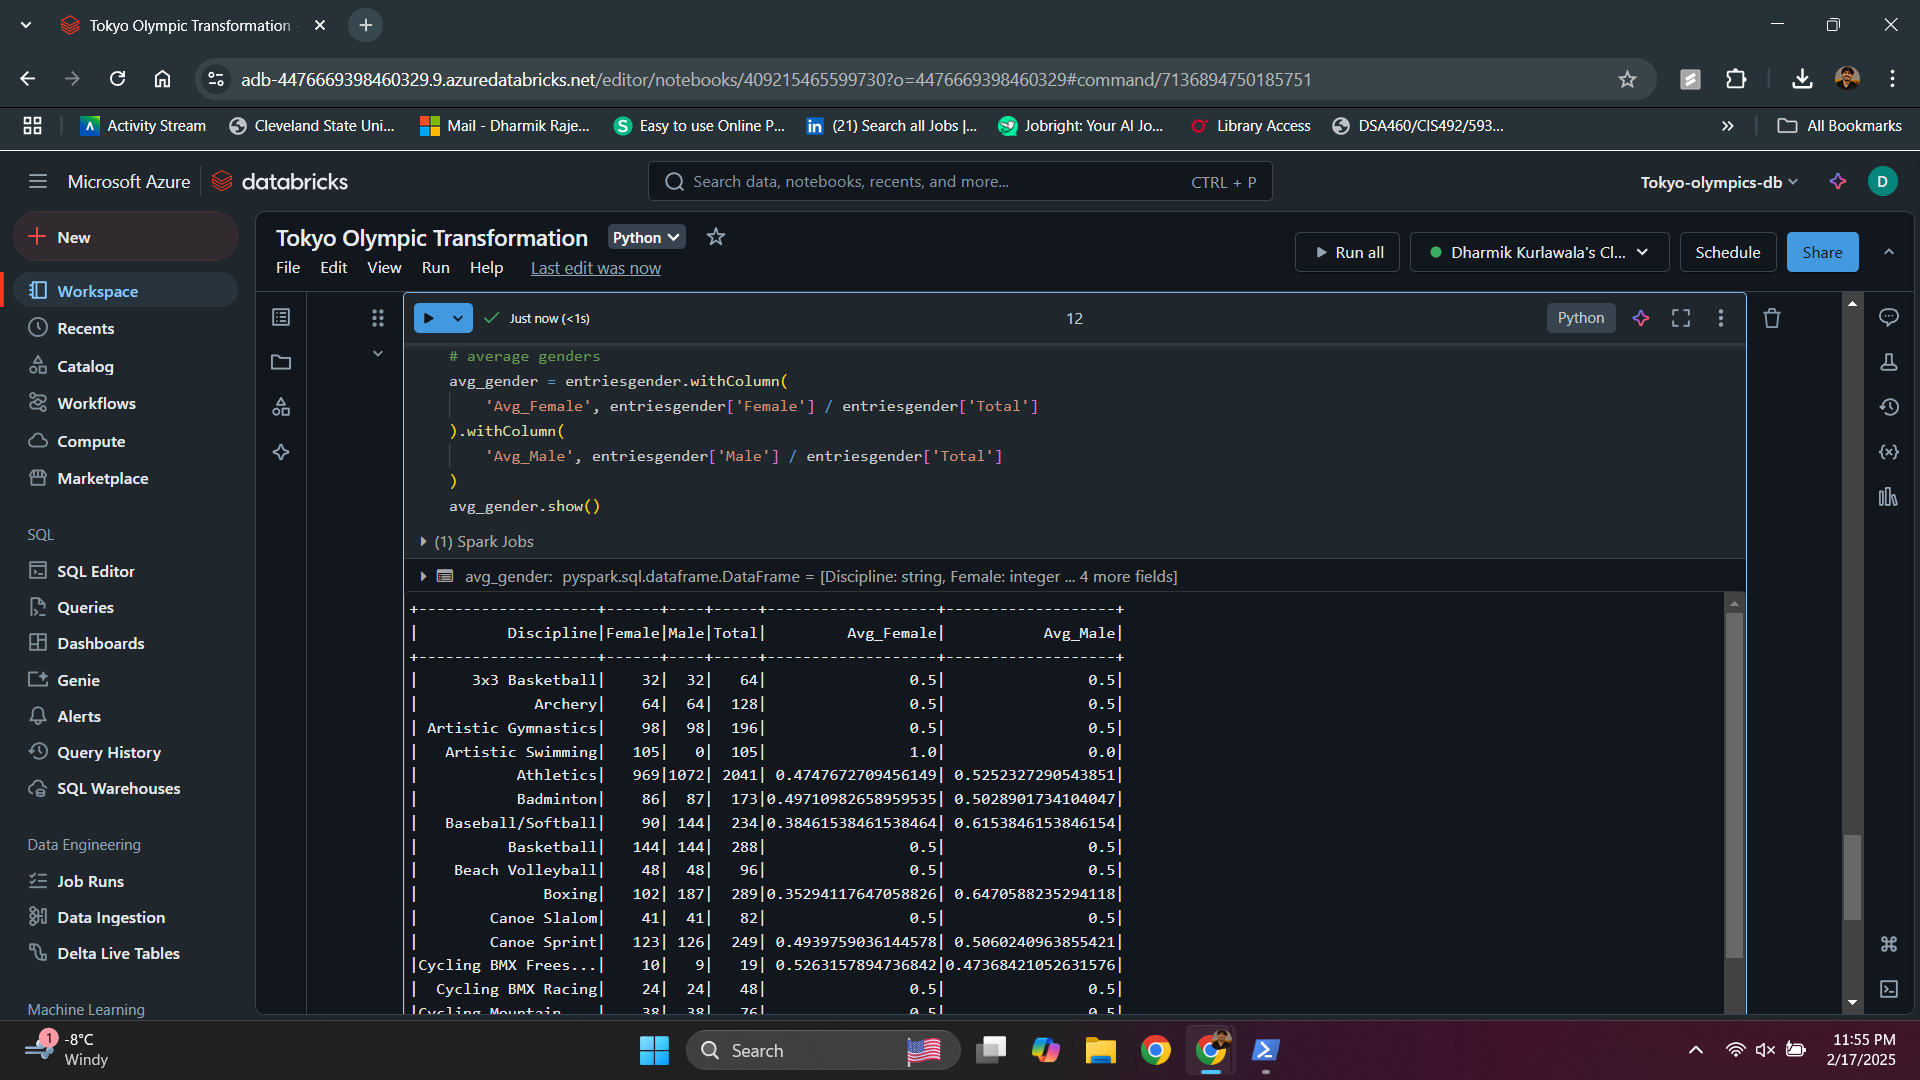 Tokyo Olympic Transformation
adb-4476669398460329.9.azuredatabricks.net/editor/notebooks/409215465599730?o=4476669398460329#command/7136894750185751
Activity Stream
Cleveland State Uni...
Mail - Dharmik Raje...
Easy to use Online P...
(21) Search all Jobs |...
Jobright: Your AI Jo...
Library Access
DSA460/CIS492/593...
All Bookmarks
Microsoft Azure
databricks
Search data, notebooks, recents, and more...
CTRL + P
Tokyo-olympics-db
D
New
Workspace
Recents
Catalog
Workflows
Compute
Marketplace
SQL
SQL Editor
Queries
Dashboards
Genie
Alerts
Query History
SQL Warehouses
Data Engineering
Job Runs
Data Ingestion
Delta Live Tables
Machine Learning
Tokyo Olympic Transformation
Python
File Edit View Run Help Last edit was now
Run all
Dharmik Kurlawala's Cl...
Schedule
Share
Just now (<1s)
12
Python
# average genders
avg_gender = entriesgender.withColumn(
'Avg_Female', entriesgender['Female'] / entriesgender['Total']
).withColumn(
'Avg_Male', entriesgender['Male'] / entriesgender['Total']
)
avg_gender.show()
(1) Spark Jobs
avg_gender: pyspark.sql.dataframe.DataFrame = [Discipline: string, Female: integer ... 4 more fields]
+--------------------+------+----+-----+-------------------+-------------------+
|          Discipline|Female|Male|Total|         Avg_Female|           Avg_Male|
+--------------------+------+----+-----+-------------------+-------------------+
|      3x3 Basketball|    32|  32|   64|                0.5|                0.5|
|             Archery|    64|  64|  128|                0.5|                0.5|
| Artistic Gymnastics|    98|  98|  196|                0.5|                0.5|
|   Artistic Swimming|   105|   0|  105|                1.0|                0.0|
|           Athletics|   969|1072| 2041| 0.4747672709456149| 0.5252327290543851|
|           Badminton|    86|  87|  173|0.49710982658959535| 0.5028901734104047|
|   Baseball/Softball|    90| 144|  234|0.38461538461538464| 0.6153846153846154|
|          Basketball|   144| 144|  288|                0.5|                0.5|
|    Beach Volleyball|    48|  48|   96|                0.5|                0.5|
|              Boxing|   102| 187|  289|0.35294117647058826| 0.6470588235294118|
|        Canoe Slalom|    41|  41|   82|                0.5|                0.5|
|        Canoe Sprint|   123| 126|  249| 0.4939759036144578| 0.5060240963855421|
|Cycling BMX Frees...|    10|   9|   19| 0.5263157894736842|0.47368421052631576|
|  Cycling BMX Racing|    24|  24|   48|                0.5|                0.5|
|Cycling Mountain ...|    38|  38|   76|                0.5|                0.5|
1
-8°C
Windy
Search
11:55 PM
2/17/2025